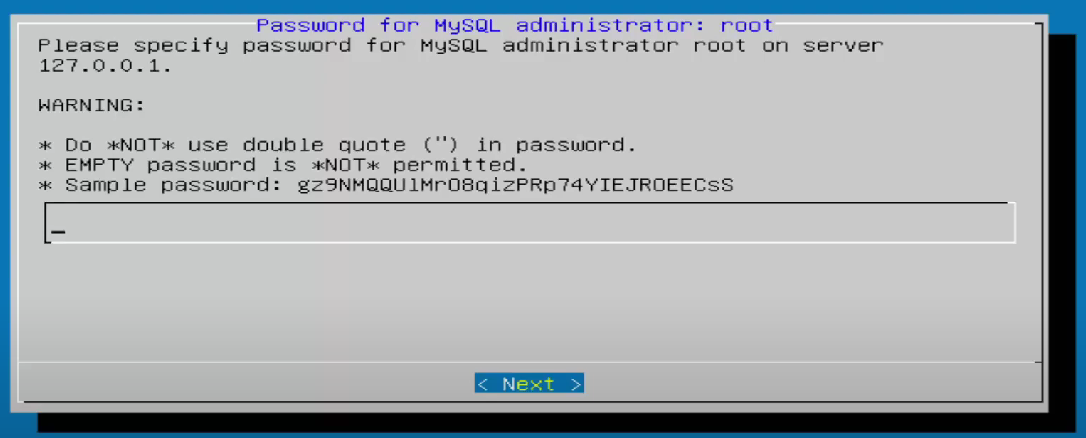 Password for MySQL administrator: root
Please specify password for MySQL administrator root on server
127.0.0.1.
WARNING:
* Do *NOT* use double quote (") in password.
* EMPTY password is *NOT* permitted.
* Sample password: gz9NMQQUlMrO8qizPRp74YIEJROEECsS
< Next >